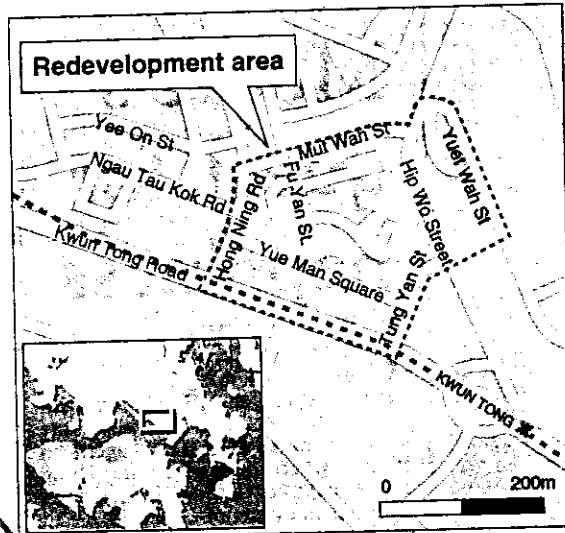 Redevelopment area
Yee On St
Mut Wah St
Yuet Wah St
Ngau Tau Kok Rd
Hong Ning Rd
Fu Yan St.
Hip Wo Street
Kwun Tong Road
Yue Man Square
Tung Yan St
KWUN TONG
0 200m